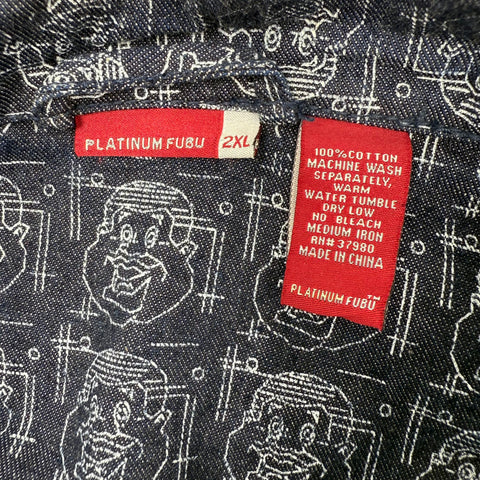 PLATINUM FUBU 2XL
100% COTTON
MACHINE WASH
SEPARATELY,
WARM
WATER TUMBLE
DRY LOW
NO BLEACH
MEDIUM IRON
RN# 37980
MADE IN CHINA
PLATINUM FUBU™